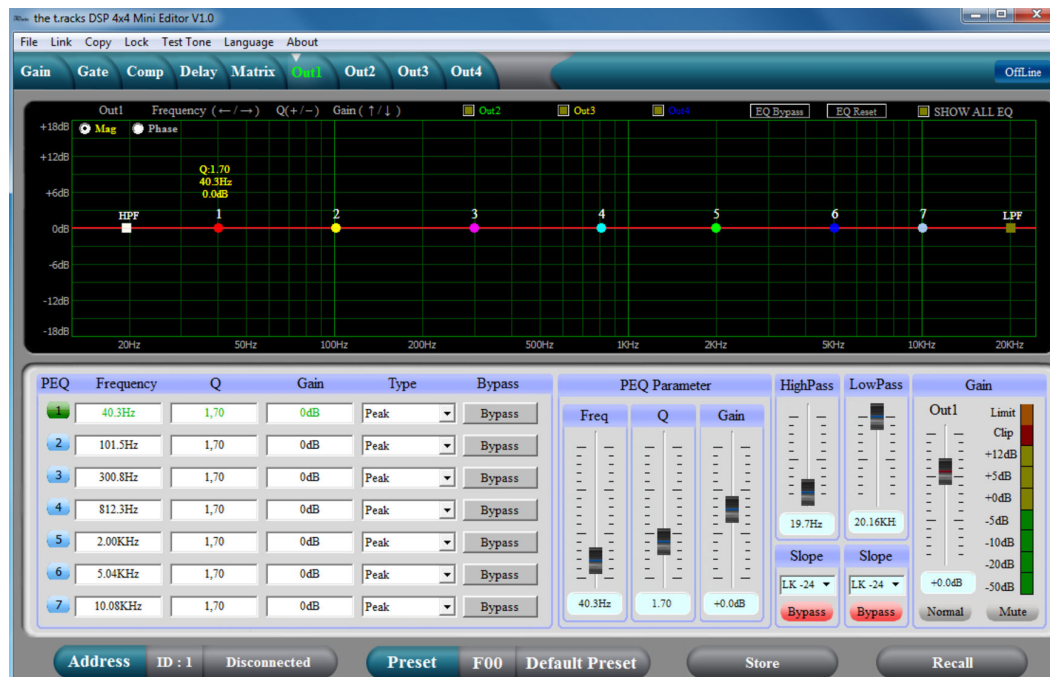 the t.racks DSP 4x4 Mini Editor V1.0
File Link Copy Lock Test Tone Language About
Gain Gate Comp Delay Matrix Out1 Out2 Out3 Out4 OffLine
Out1 Frequency (←/→) Q(+/−) Gain (↑/↓) Out2 Out3 Out4 EQ Bypass EQ Reset SHOW ALL EQ
+18dB Mag Phase
+12dB
Q:1.70
40.3Hz
+6dB 0.0dB
HPF 1 2 3 4 5 6 7 LPF
0dB
-6dB
-12dB
-18dB
20Hz 50Hz 100Hz 200Hz 500Hz 1KHz 2KHz 5KHz 10KHz 20KHz
PEQ Frequency Q Gain Type Bypass
1 40.3Hz 1,70 0dB Peak Bypass
2 101.5Hz 1,70 0dB Peak Bypass
3 300.8Hz 1,70 0dB Peak Bypass
4 812.3Hz 1,70 0dB Peak Bypass
5 2.00KHz 1,70 0dB Peak Bypass
6 5.04KHz 1,70 0dB Peak Bypass
7 10.08KHz 1,70 0dB Peak Bypass
PEQ Parameter
Freq Q Gain
40.3Hz 1.70 +0.0dB
HighPass LowPass
19.7Hz 20.16KH
Slope Slope
LK -24 LK -24
Bypass Bypass
Gain
Out1 Limit
Clip
+12dB
+5dB
+0dB
-5dB
-10dB
-20dB
+0.0dB -50dB
Normal Mute
Address ID : 1 Disconnected Preset F00 Default Preset Store Recall